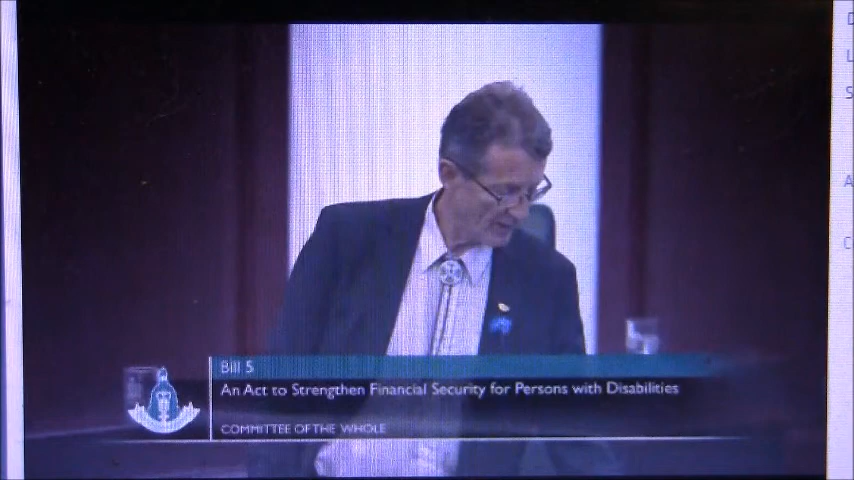 Bill 5
An Act to Strengthen Financial Security for Persons with Disabilities
COMMITTEE OF THE WHOLE
D
L
S
A
C